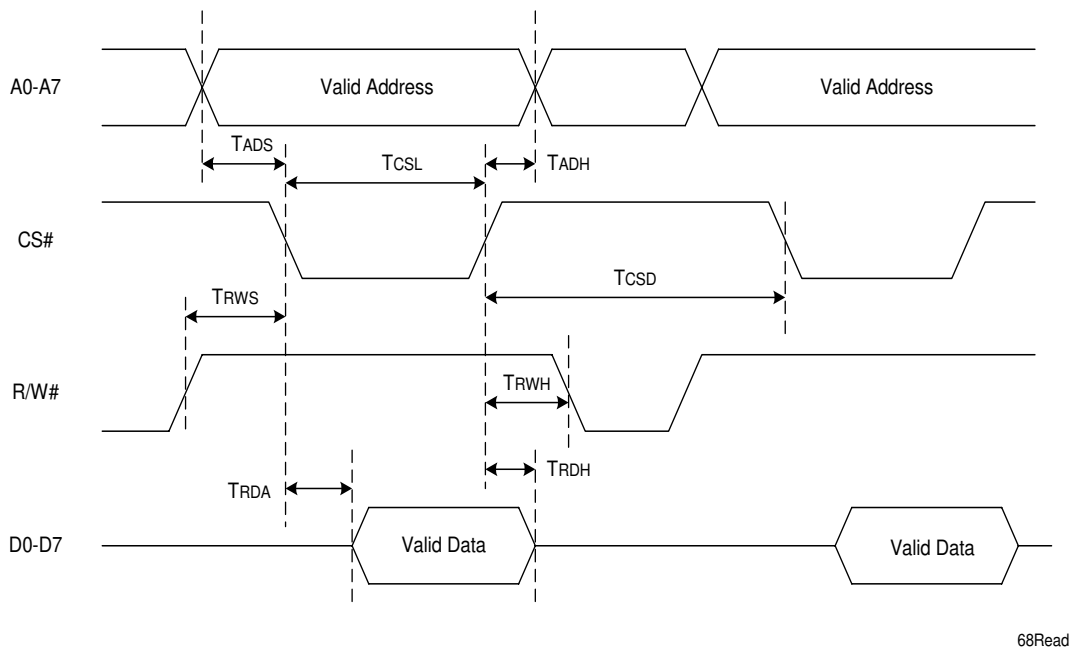 A0-A7
Valid Address
Valid Address
TADS
TCSL
TADH
CS#
TCSD
TRWS
R/W#
TRWH
TRDH
TRDA
D0-D7
Valid Data
Valid Data
68Read